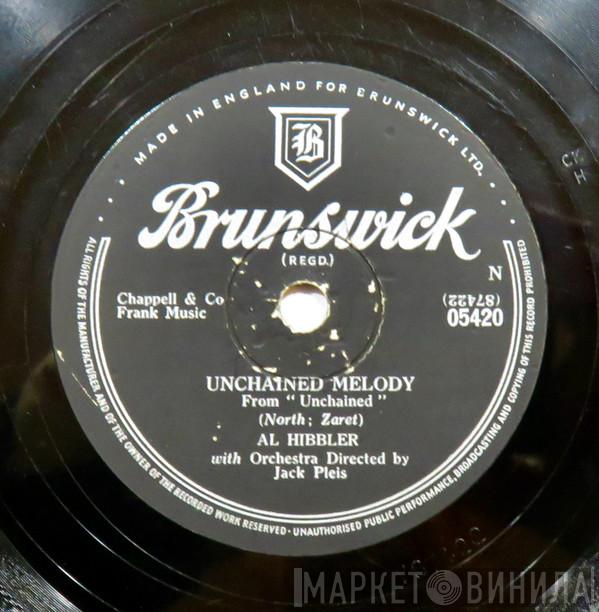 · · · · MADE IN ENGLAND FOR BRUNSWICK LTD. · · · ·
B
Brunswick
(REGD.)
N
Chappell & Co
Frank Music
(87422)
05420
UNCHAINED MELODY
From "Unchained"
(North; Zaret)
AL HIBBLER
with Orchestra Directed by
Jack Pleis
ALL RIGHTS OF THE MANUFACTURER AND OF THE OWNER OF THE RECORDED WORK RESERVED · UNAUTHORISED PUBLIC PERFORMANCE, BROADCASTING AND COPYING OF THIS RECORD PROHIBITED
H
МАРКЕТ ВИНИЛА